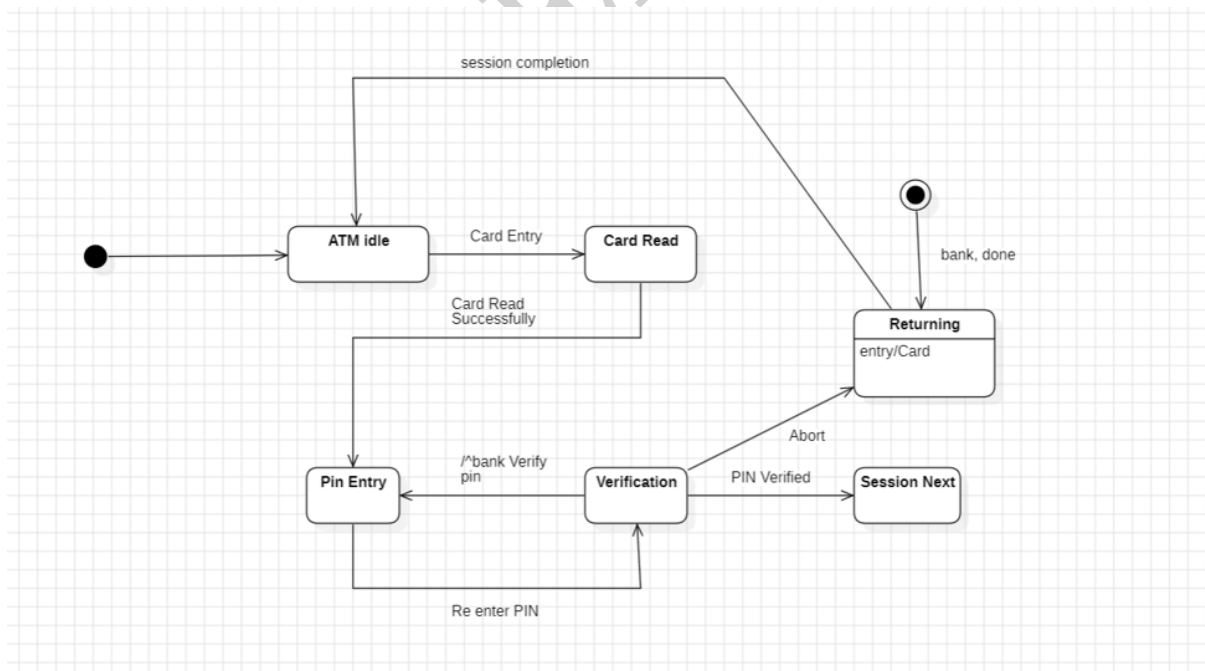 session completion
ATM idle
Card Entry
Card Read
bank, done
Card Read
Successfully
Returning
entry/Card
Abort
Pin Entry
/^bank Verify
pin
Verification
PIN Verified
Session Next
Re enter PIN